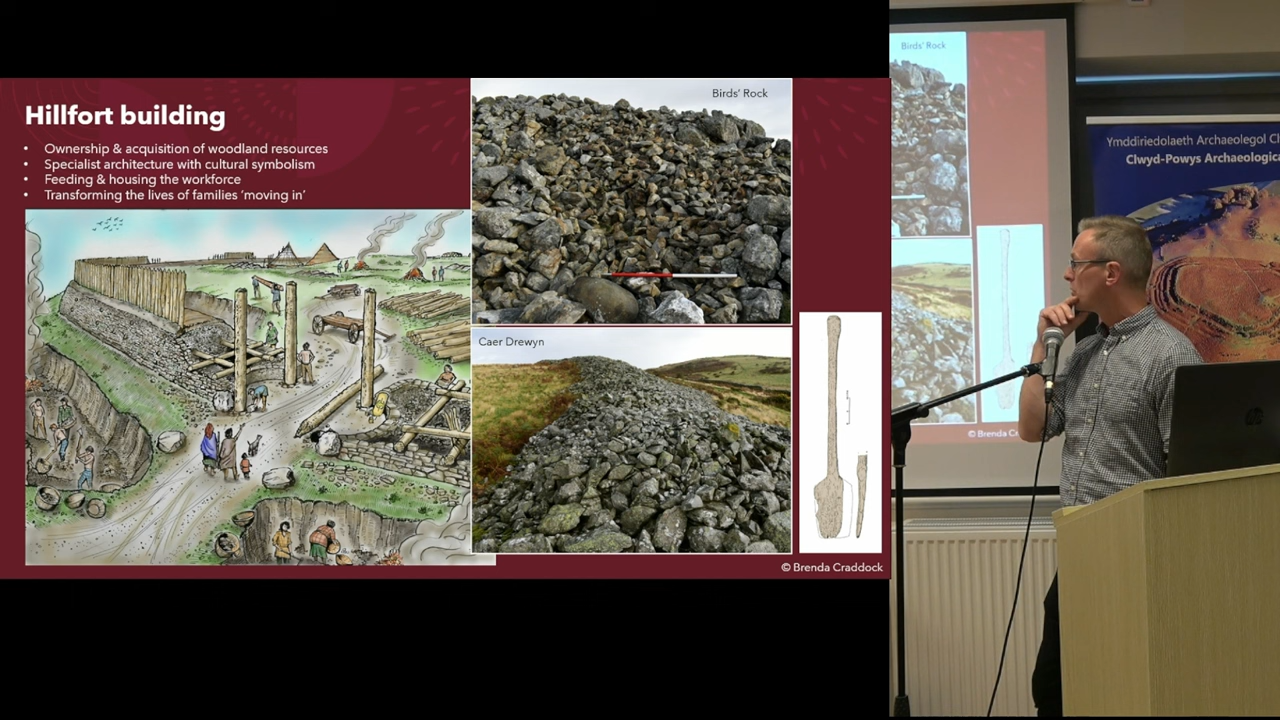 Hillfort building
• Ownership & acquisition of woodland resources
• Specialist architecture with cultural symbolism
• Feeding & housing the workforce
• Transforming the lives of families ‘moving in’
Birds' Rock
Caer Drewyn
© Brenda Craddock
Birds' Rock
© Brenda Cr
Ymddiriedolaeth Archaeolegol C
Clwyd-Powys Archaeologica
hp